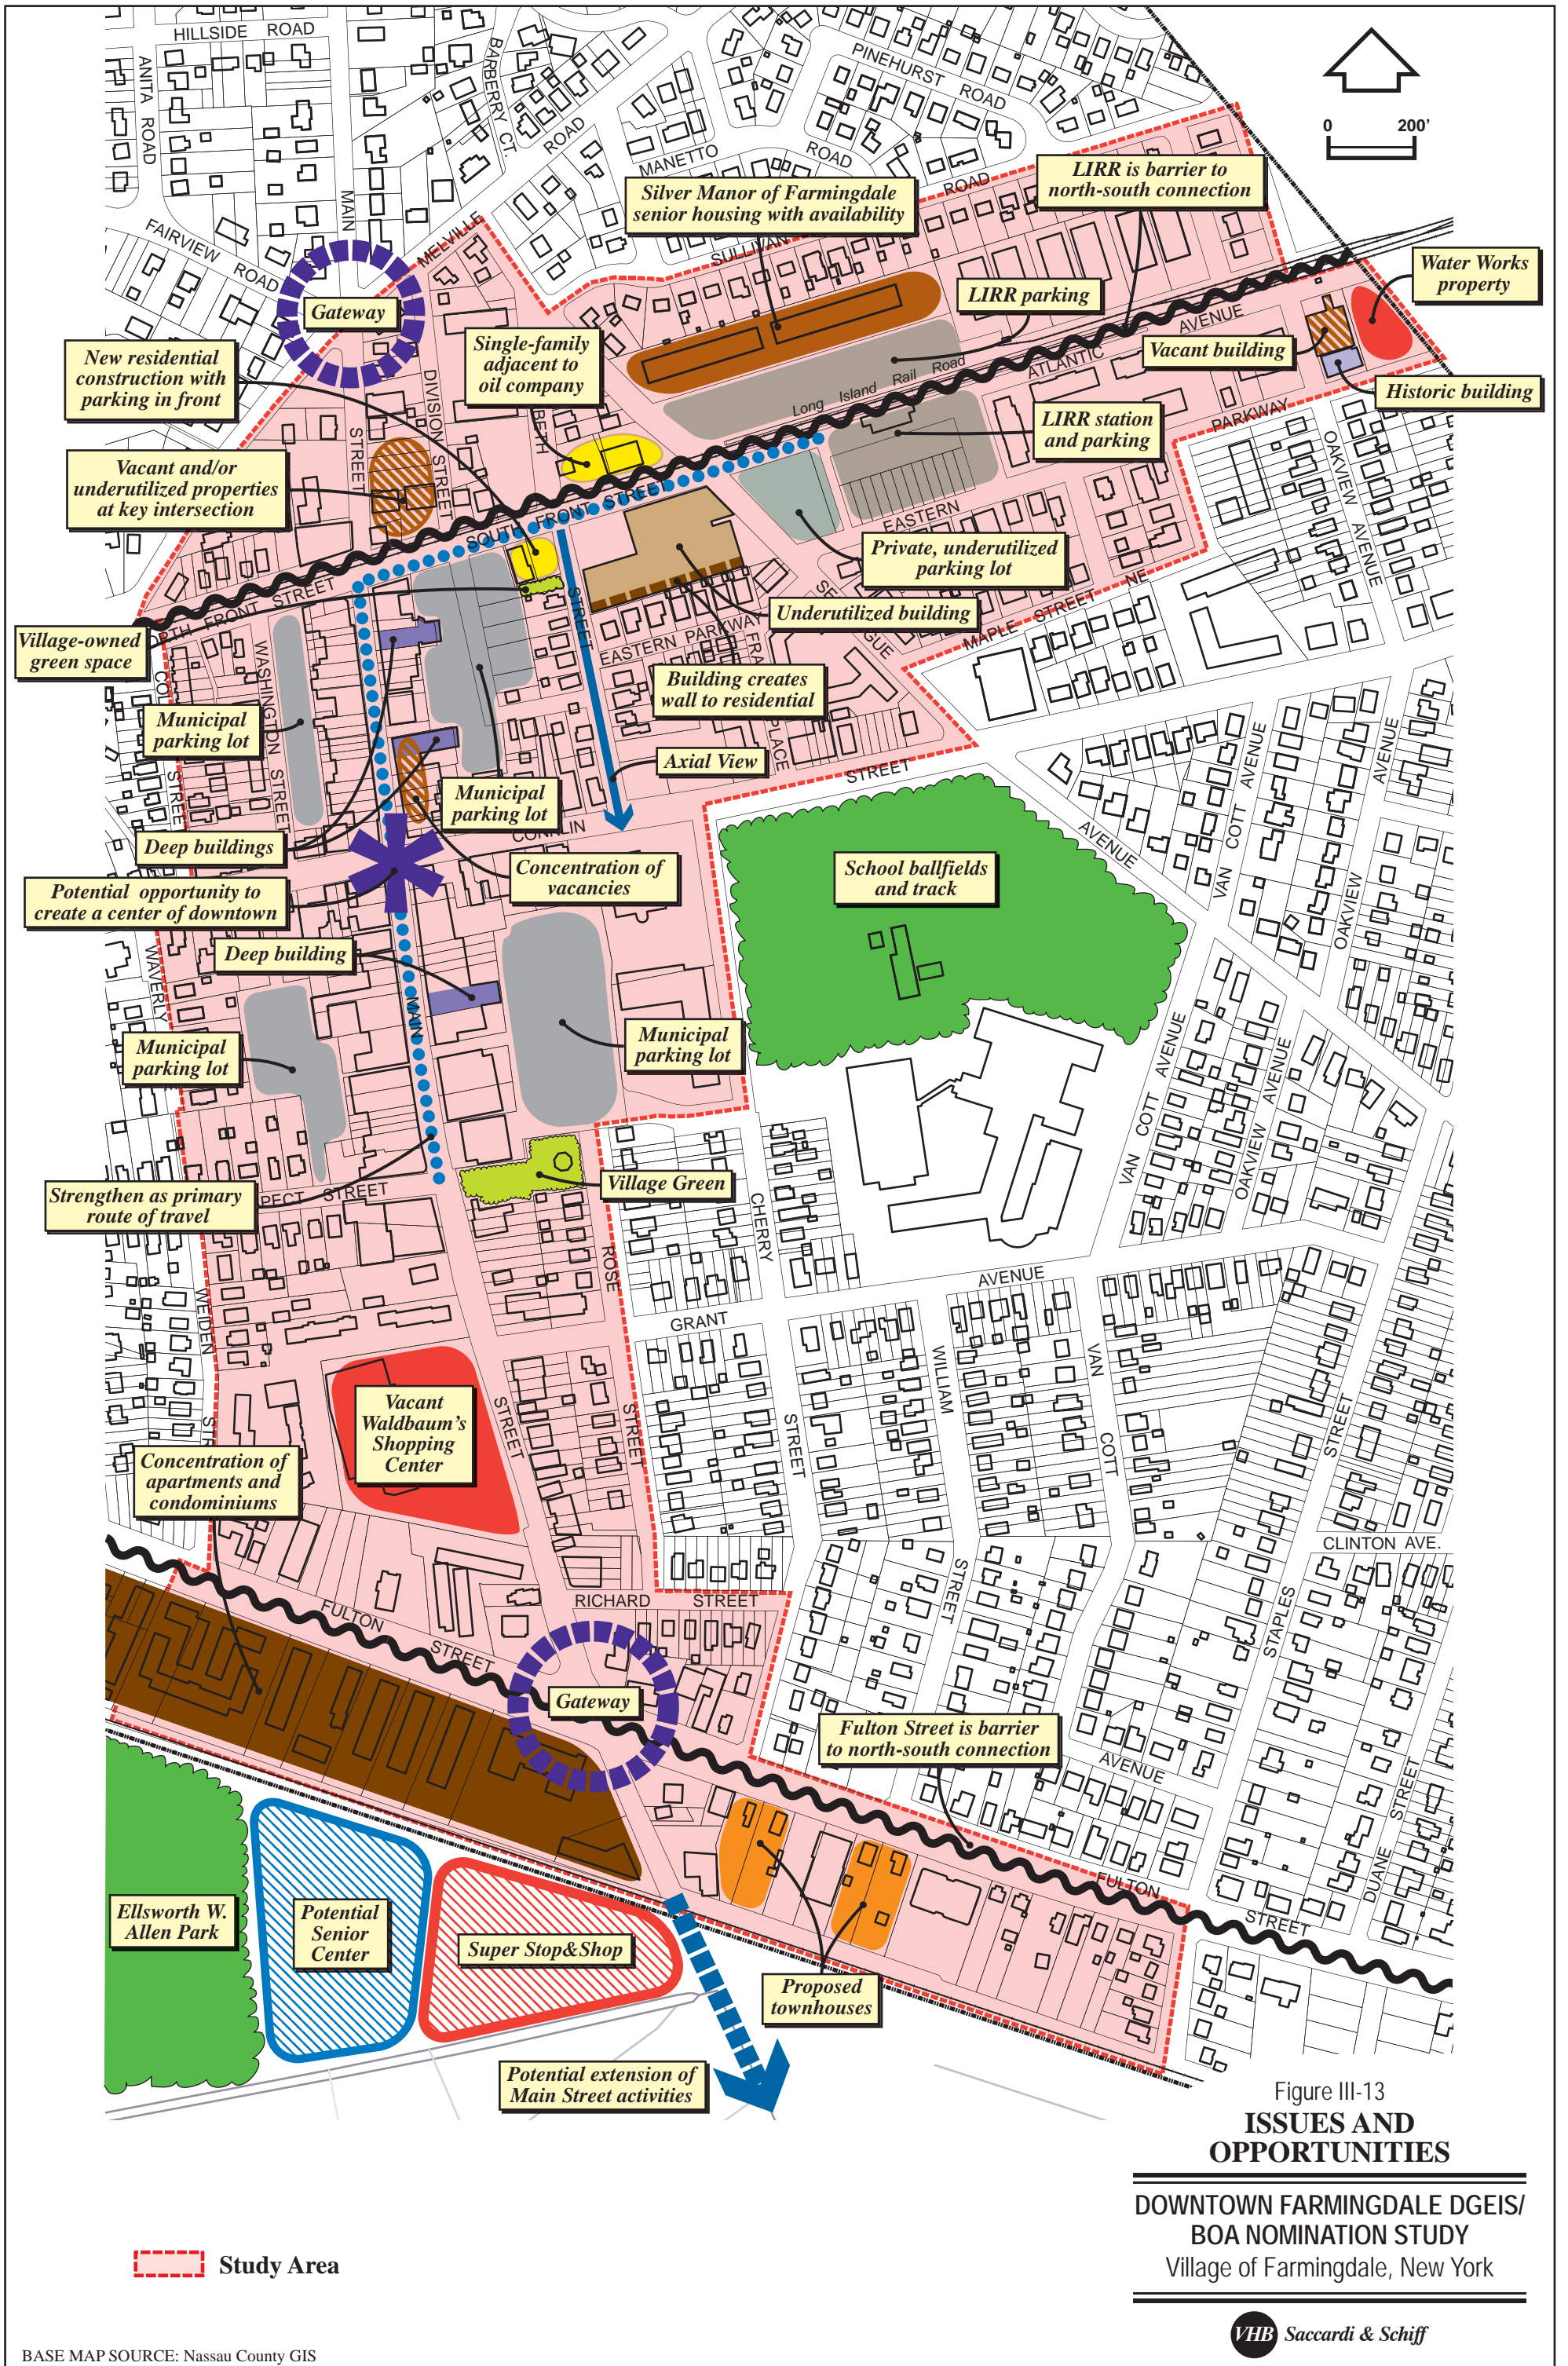 HILLSIDE ROAD
ANITA ROAD
MAIN
BARBERRY CT.
ROAD
MANETTO
ROAD
PINEHURST
ROAD
0 200'
FAIRVIEW ROAD
MELVILLE
SULLIVAN
ROAD
Silver Manor of Farmingdale
senior housing with availability
LIRR is barrier to
north-south connection
Water Works
property
Gateway
LIRR parking
New residential
construction with
parking in front
Single-family
adjacent to
oil company
Vacant building
Historic building
AVENUE
ATLANTIC
PARKWAY
Long Island Rail Road
LIRR station
and parking
DIVISION STREET
STREET
BETH
Vacant and/or
underutilized properties
at key intersection
SOUTH FRONT STREET
EASTERN
OAKVIEW AVENUE
Private, underutilized
parking lot
Underutilized building
MAPLE STREET
Village-owned
green space
FRONT STREET
STREET
EASTERN PARKWAY
Building creates
wall to residential
PLACE
WASHINGTON STREET
Municipal
parking lot
Axial View
STREET
Municipal
parking lot
CONKLIN
Deep buildings
Concentration of
vacancies
Potential opportunity to
create a center of downtown
School ballfields
and track
AVENUE
VAN COTT AVENUE
OAKVIEW
AVENUE
WAVERLY
Deep building
MAIN
Municipal
parking lot
Municipal
parking lot
VAN COTT AVENUE
OAKVIEW AVENUE
Village Green
Strengthen as primary
route of travel
PECT STREET
CHERRY
ROSE
AVENUE
GRANT
WEIDEN
WILLIAM
VAN
COTT
Vacant
Waldbaum's
Shopping
Center
STREET
STREET
STREET
STREET
Concentration of
apartments and
condominiums
CLINTON AVE.
RICHARD STREET
STREET
STAPLES
FULTON
STREET
Gateway
Fulton Street is barrier
to north-south connection
AVENUE
DUANE STREET
FULTON
STREET
Ellsworth W.
Allen Park
Potential
Senior
Center
Super Stop&Shop
Proposed
townhouses
Potential extension of
Main Street activities
Figure III-13
ISSUES AND
OPPORTUNITIES
DOWNTOWN FARMINGDALE DGEIS/
BOA NOMINATION STUDY
Village of Farmingdale, New York
Study Area
VHB Saccardi & Schiff
BASE MAP SOURCE: Nassau County GIS